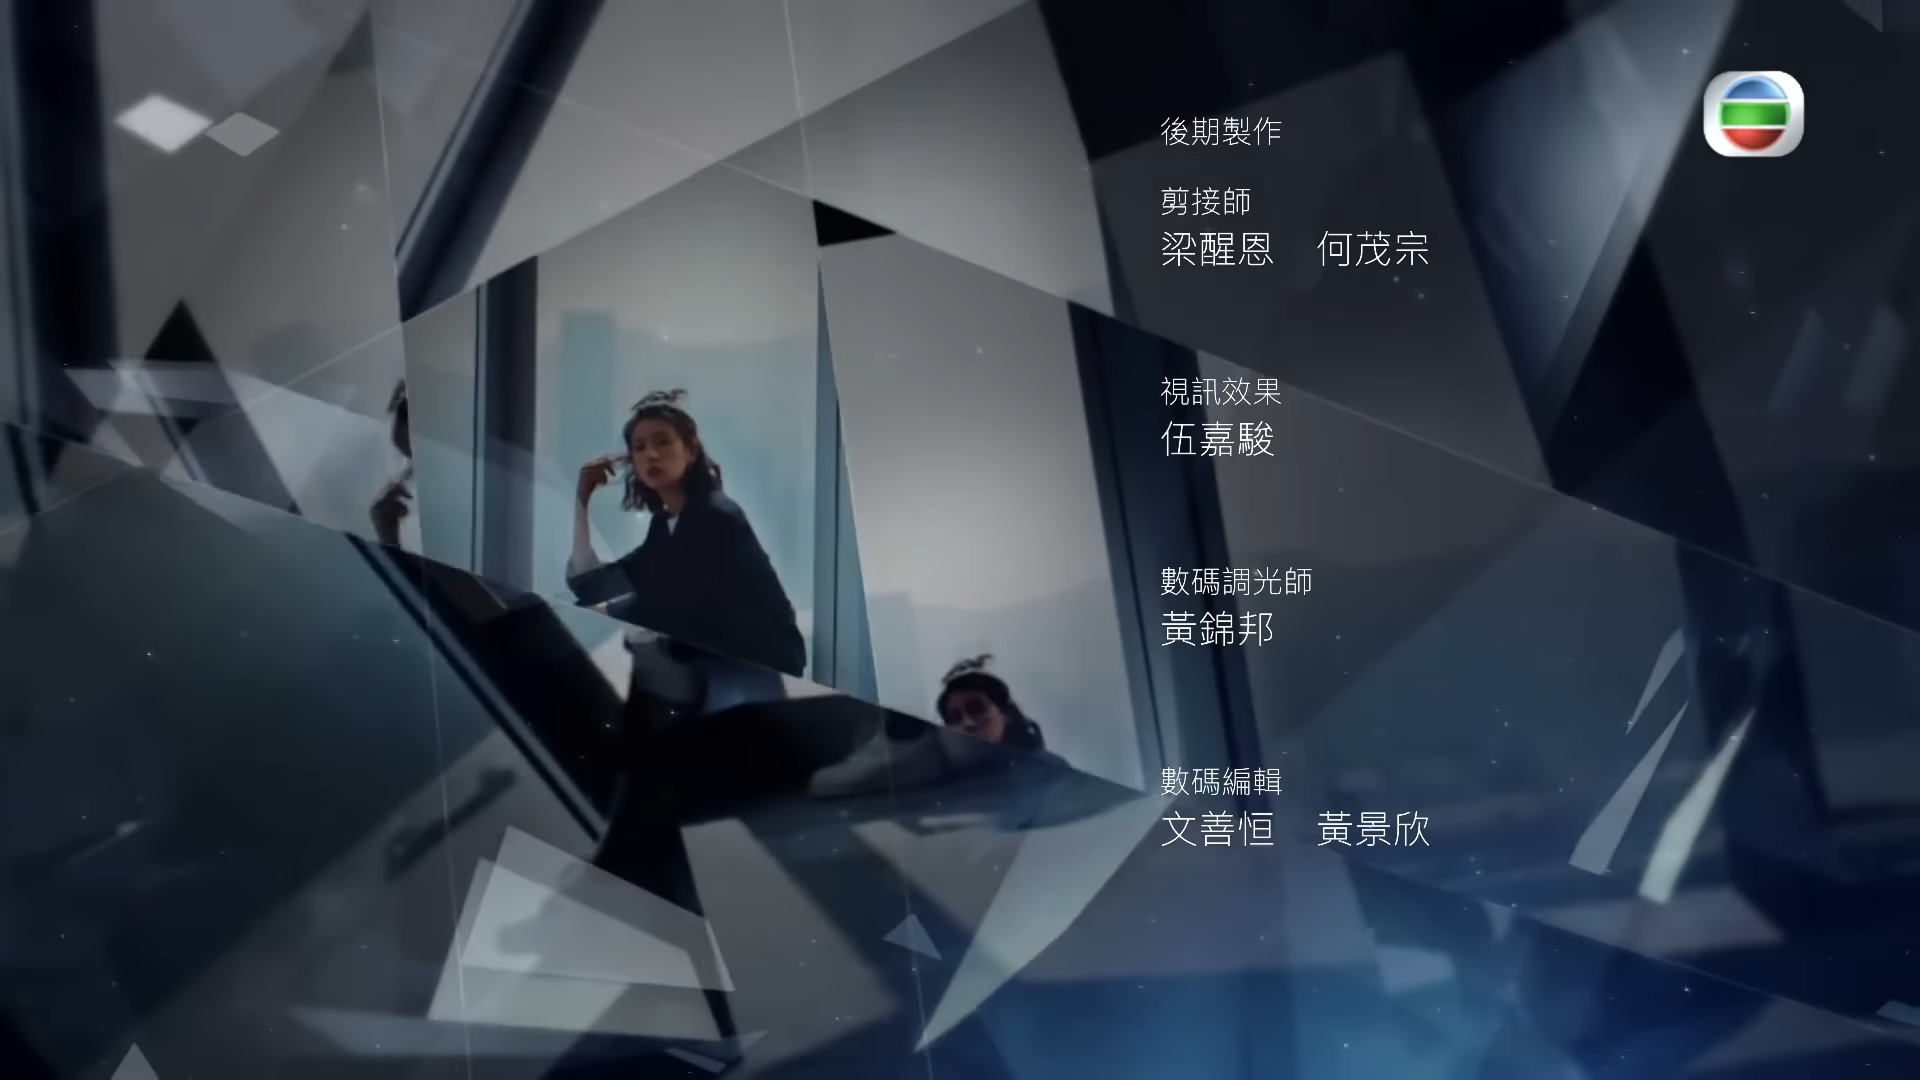 後期製作
剪接師
梁醒恩 何茂宗
視訊效果
伍嘉駿
數碼調光師
黃錦邦
數碼編輯
文善恒 黃景欣